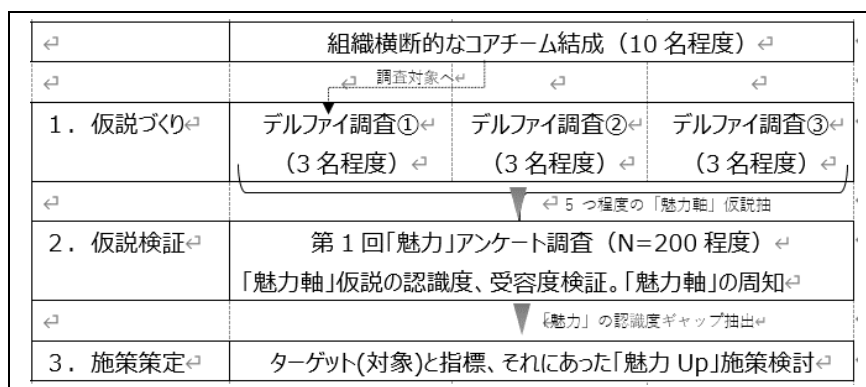 組織横断的なコアチーム結成（10 名程度）
調査対象へ
1．仮説づくり デルファイ調査① デルファイ調査② デルファイ調査③
（3 名程度） （3 名程度） （3 名程度）
5 つ程度の「魅力軸」仮説抽
2．仮説検証 第 1 回「魅力」アンケート調査（N=200 程度）
「魅力軸」仮説の認識度、受容度検証。「魅力軸」の周知
「魅力」の認識度ギャップ抽出
3．施策策定 ターゲット(対象)と指標、それにあった「魅力 Up」施策検討